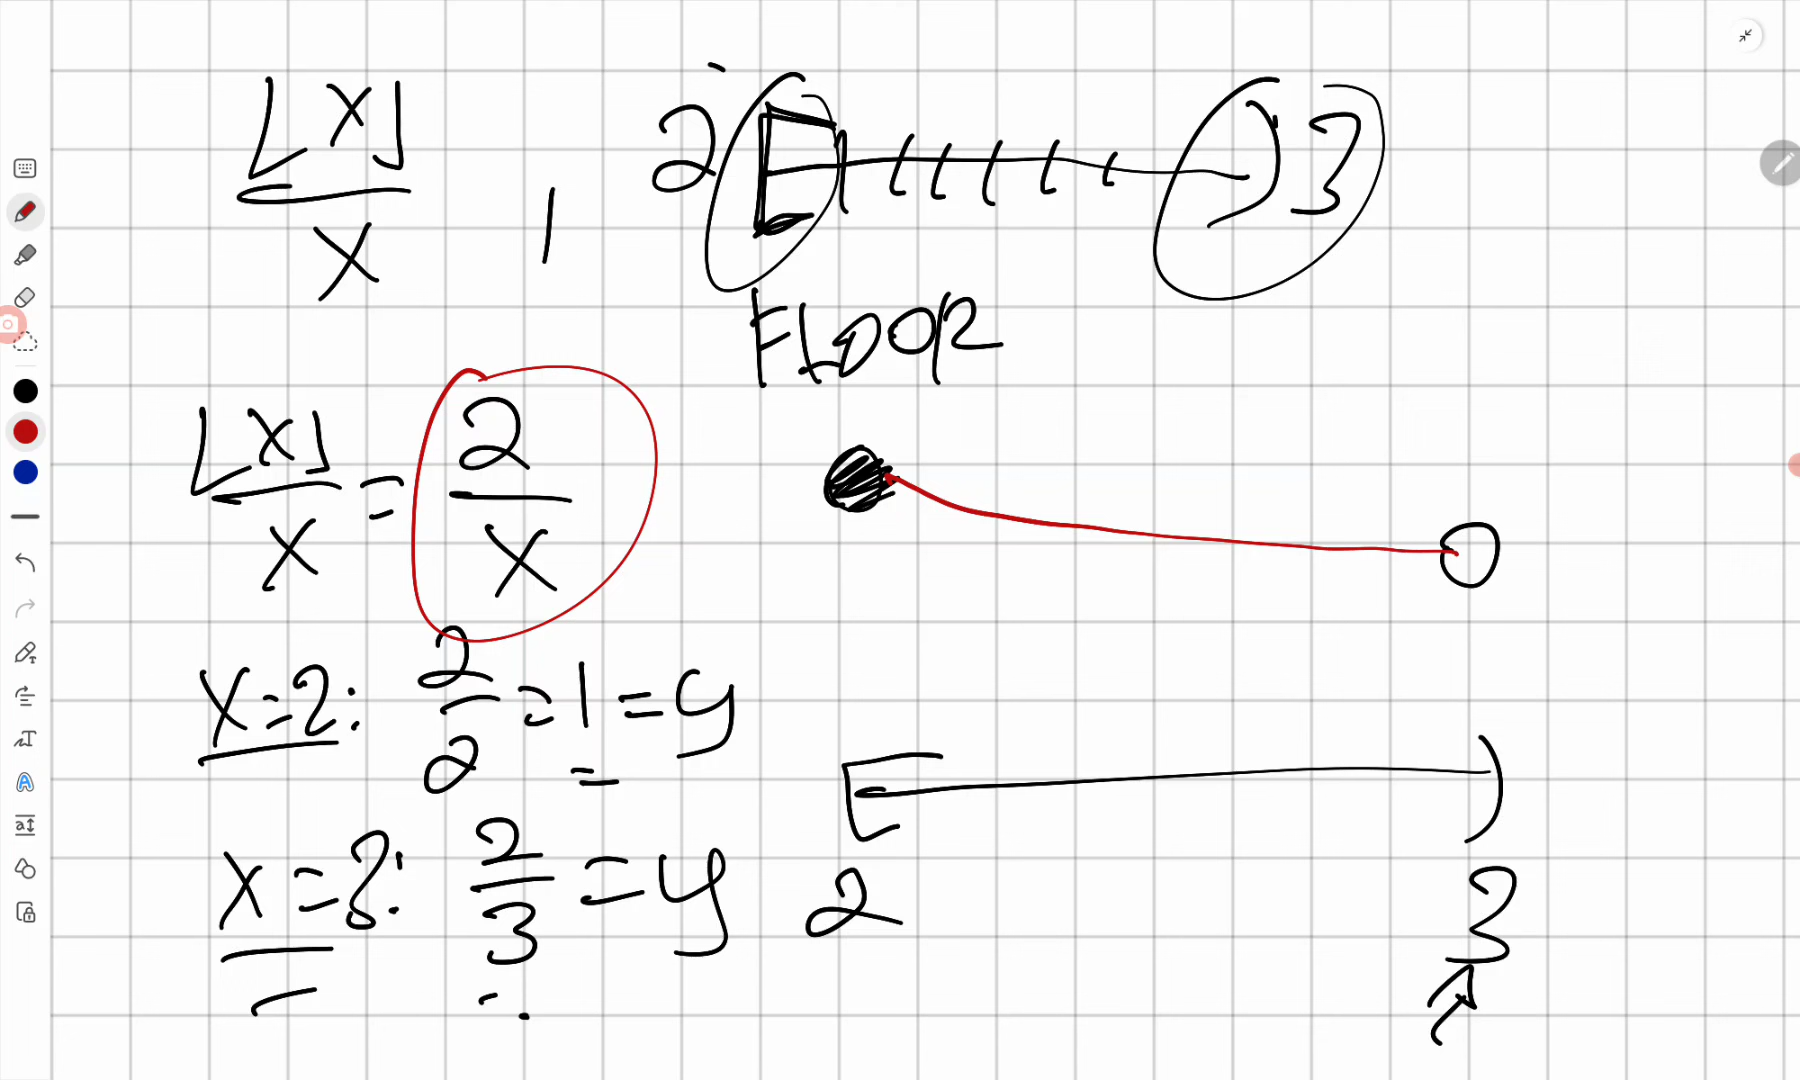 ⌊x⌋/x
1
2 [ ) 3
FLOOR
⌊x⌋/x = 2/x
x=2: 2/2 = 1 = y
x=3: 2/3 = y
[ )
2 3